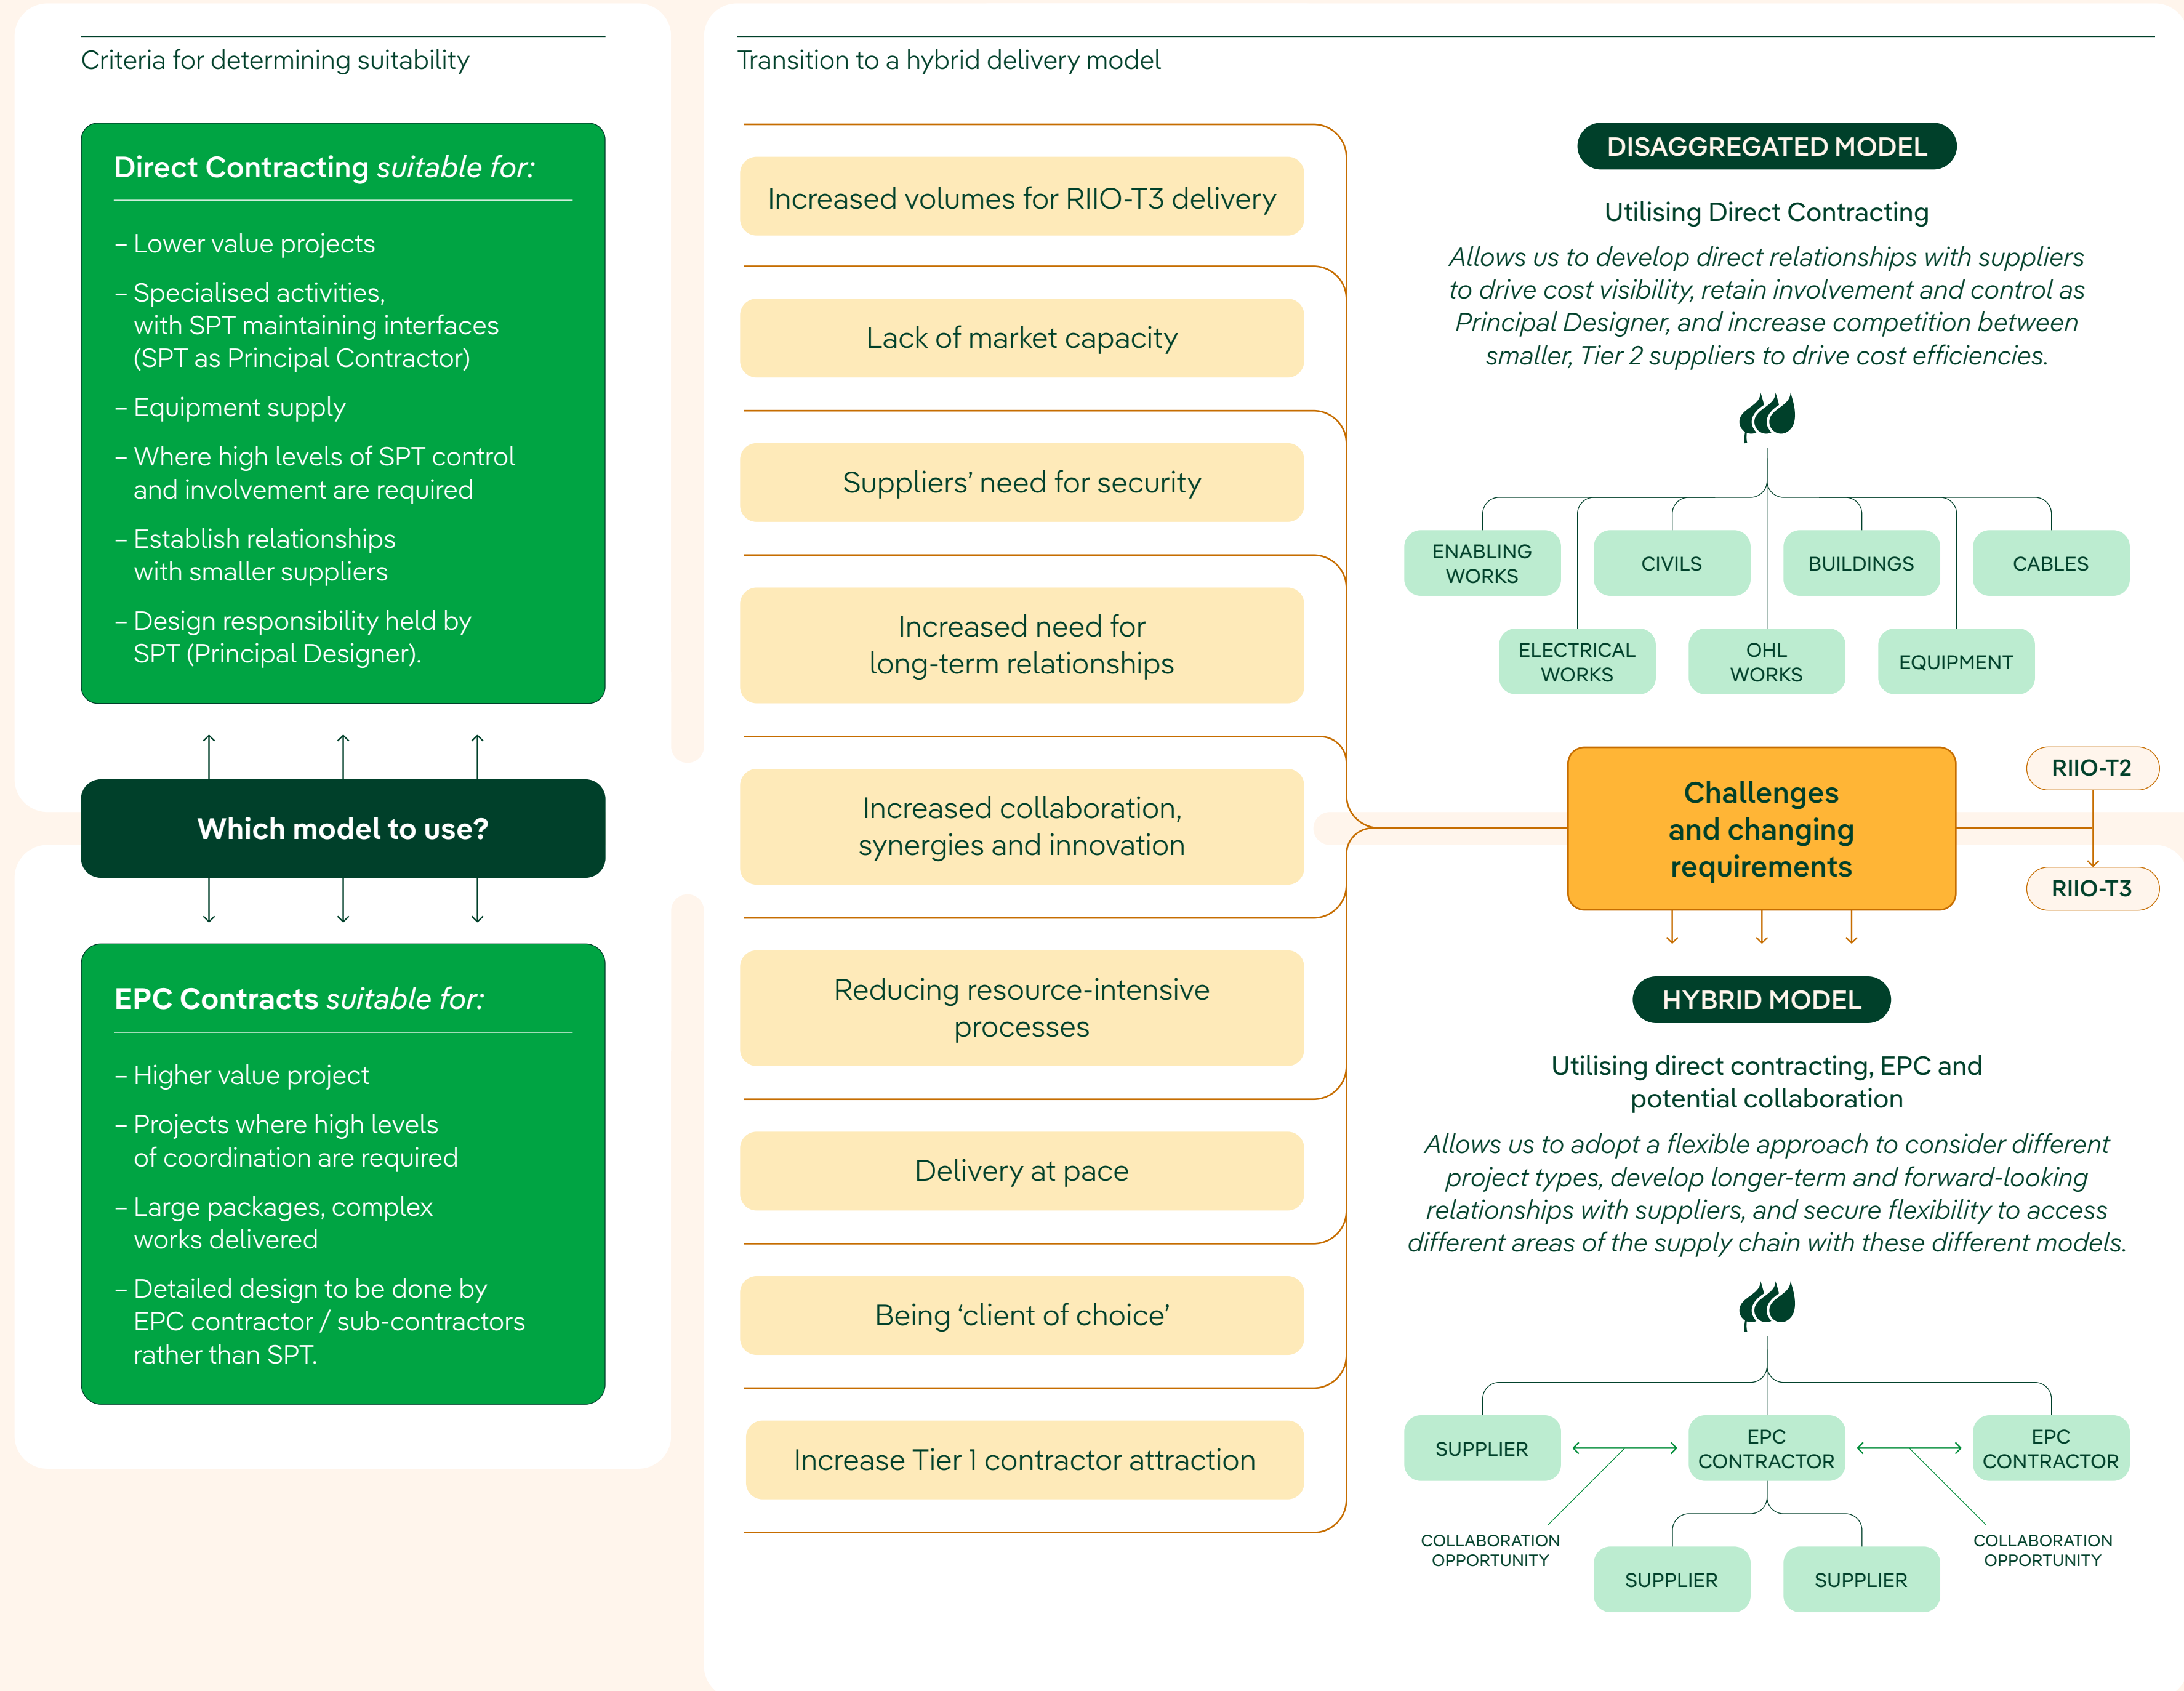 Criteria for determining suitability
Direct Contracting suitable for:
– Lower value projects
– Specialised activities,
with SPT maintaining interfaces
(SPT as Principal Contractor)
– Equipment supply
– Where high levels of SPT control
and involvement are required
– Establish relationships
with smaller suppliers
– Design responsibility held by
SPT (Principal Designer).
Which model to use?
EPC Contracts suitable for:
– Higher value project
– Projects where high levels
of coordination are required
– Large packages, complex
works delivered
– Detailed design to be done by
EPC contractor / sub-contractors
rather than SPT.
Transition to a hybrid delivery model
Increased volumes for RIIO-T3 delivery
Lack of market capacity
Suppliers’ need for security
Increased need for
long-term relationships
Increased collaboration,
synergies and innovation
Reducing resource-intensive
processes
Delivery at pace
Being ‘client of choice’
Increase Tier 1 contractor attraction
DISAGGREGATED MODEL
Utilising Direct Contracting
Allows us to develop direct relationships with suppliers
to drive cost visibility, retain involvement and control as
Principal Designer, and increase competition between
smaller, Tier 2 suppliers to drive cost efficiencies.
ENABLING
WORKS
CIVILS
BUILDINGS
CABLES
ELECTRICAL
WORKS
OHL
WORKS
EQUIPMENT
Challenges
and changing
requirements
RIIO-T2
RIIO-T3
HYBRID MODEL
Utilising direct contracting, EPC and
potential collaboration
Allows us to adopt a flexible approach to consider different
project types, develop longer-term and forward-looking
relationships with suppliers, and secure flexibility to access
different areas of the supply chain with these different models.
SUPPLIER
EPC
CONTRACTOR
EPC
CONTRACTOR
COLLABORATION
OPPORTUNITY
COLLABORATION
OPPORTUNITY
SUPPLIER
SUPPLIER